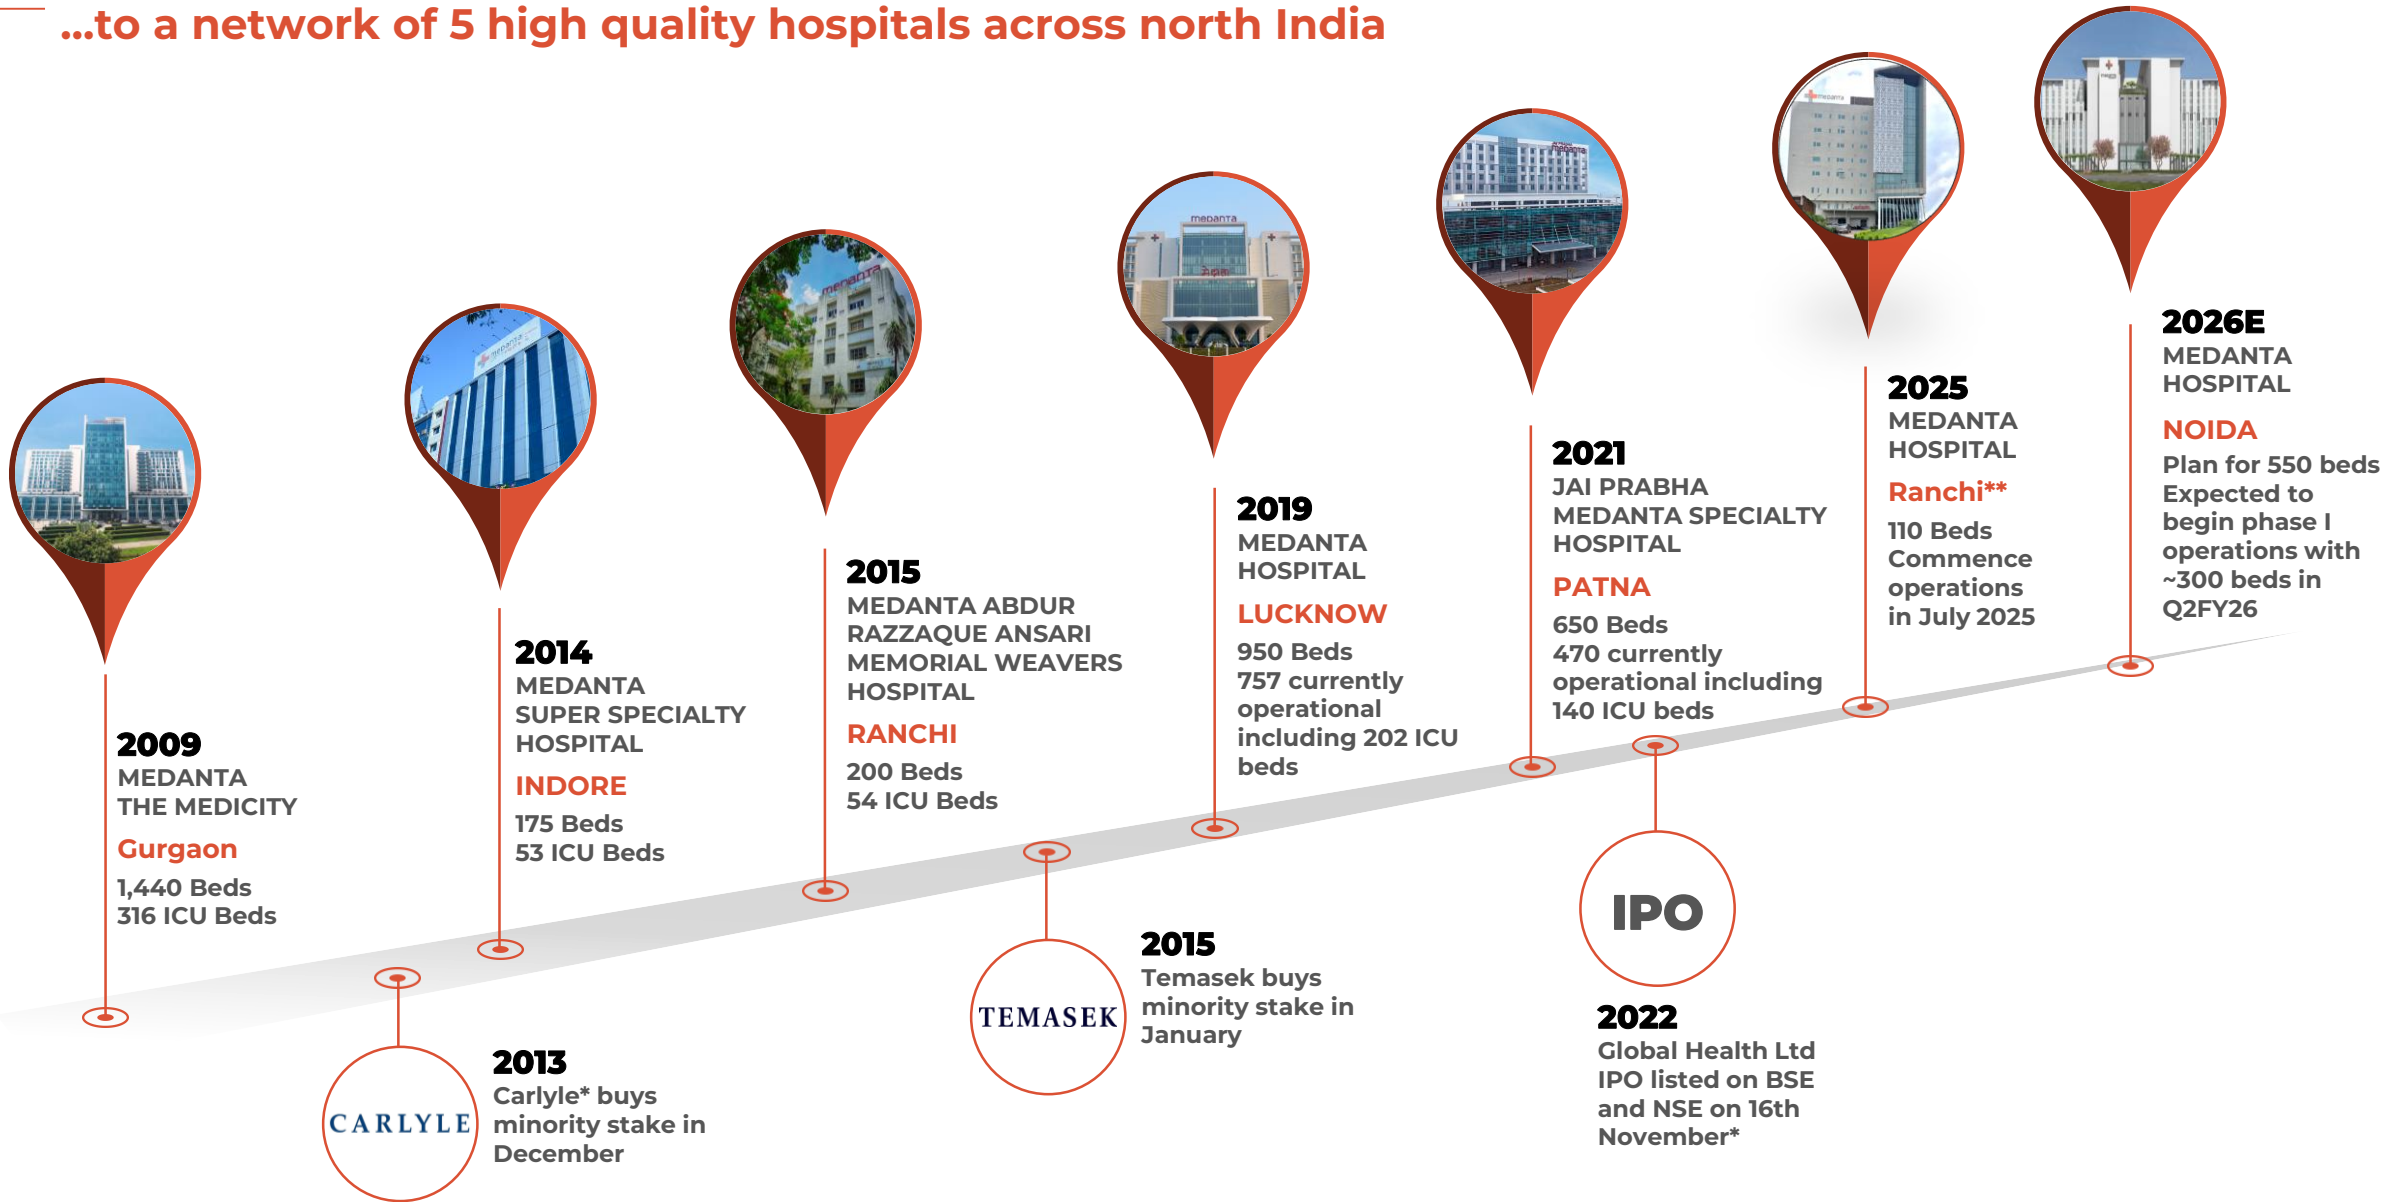 ...to a network of 5 high quality hospitals across north India
2009
MEDANTA
THE MEDICITY
Gurgaon
1,440 Beds
316 ICU Beds
CARLYLE
2013
Carlyle* buys
minority stake in
December
medanta
2014
MEDANTA
SUPER SPECIALTY
HOSPITAL
INDORE
175 Beds
53 ICU Beds
medanta
2015
MEDANTA ABDUR
RAZZAQUE ANSARI
MEMORIAL WEAVERS
HOSPITAL
RANCHI
200 Beds
54 ICU Beds
TEMASEK
2015
Temasek buys
minority stake in
January
medanta
मेदांता
2019
MEDANTA
HOSPITAL
LUCKNOW
950 Beds
757 currently
operational
including 202 ICU
beds
medanta
2021
JAI PRABHA
MEDANTA SPECIALTY
HOSPITAL
PATNA
650 Beds
470 currently
operational including
140 ICU beds
IPO
2022
Global Health Ltd
IPO listed on BSE
and NSE on 16th
November*
medanta
2025
MEDANTA
HOSPITAL
Ranchi**
110 Beds
Commence
operations
in July 2025
2026E
MEDANTA
HOSPITAL
NOIDA
Plan for 550 beds
Expected to
begin phase I
operations with
~300 beds in
Q2FY26